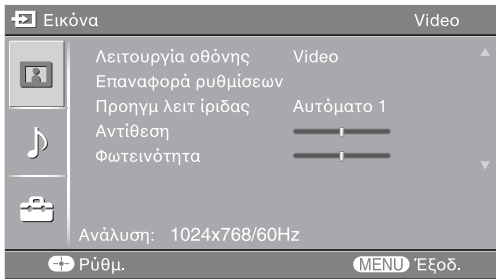 Εικόνα Video
Λειτουργία οθόνης Video
Επαναφορά ρυθμίσεων
Προηγμ λειτ ίριδας Αυτόματο 1
Αντίθεση
Φωτεινότητα
Ανάλυση: 1024x768/60Hz
Ρύθμ. MENU Έξοδ.